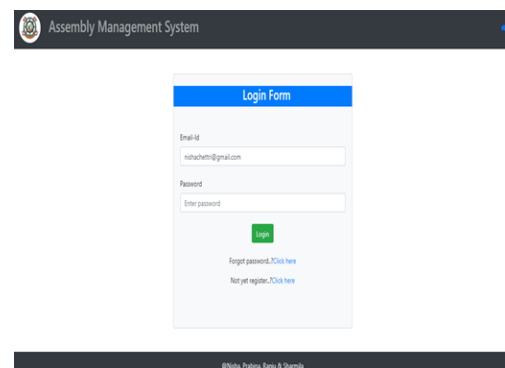 Assembly Management System
Login Form
Email-Id
nishachettri@gmail.com
Password
Enter password
Login
Forgot password..?Click here
Not yet register..?Click here
@Nisha, Prabina, Ranju & Sharmila